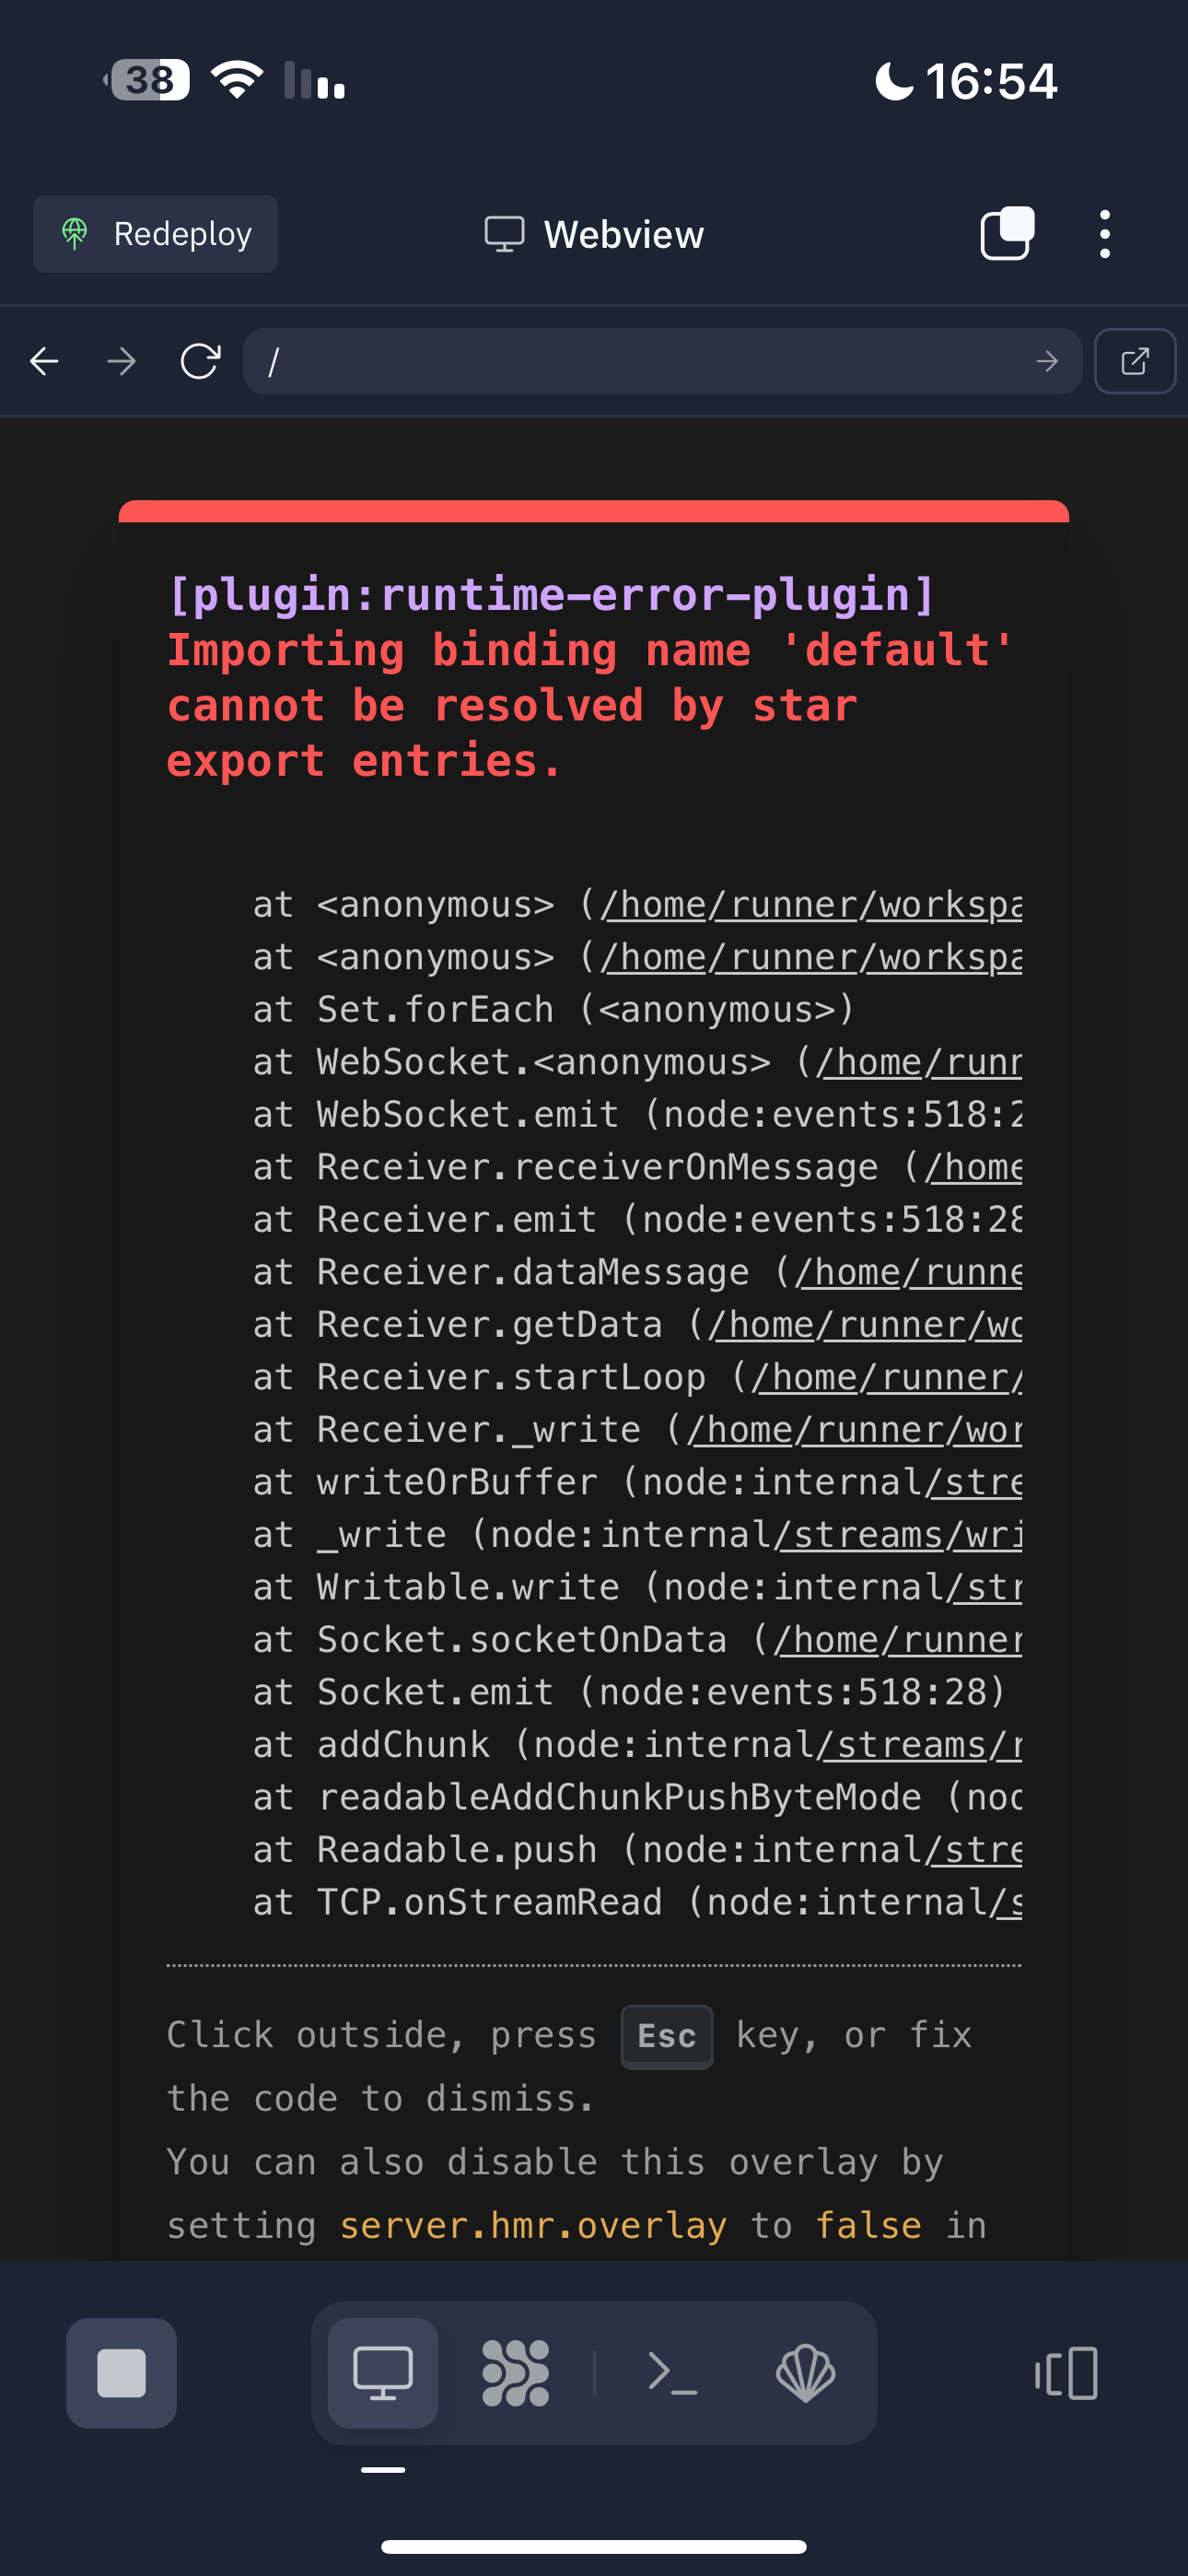 38
16:54
Redeploy
Webview
/
[plugin:runtime-error-plugin]
Importing binding name 'default'
cannot be resolved by star
export entries.
at <anonymous> (/home/runner/workspa
at <anonymous> (/home/runner/workspa
at Set.forEach (<anonymous>)
at WebSocket.<anonymous> (/home/runn
at WebSocket.emit (node:events:518:2
at Receiver.receiverOnMessage (/home
at Receiver.emit (node:events:518:28
at Receiver.dataMessage (/home/runne
at Receiver.getData (/home/runner/wo
at Receiver.startLoop (/home/runner/
at Receiver._write (/home/runner/wor
at writeOrBuffer (node:internal/stre
at _write (node:internal/streams/wri
at Writable.write (node:internal/str
at Socket.socketOnData (/home/runner
at Socket.emit (node:events:518:28)
at addChunk (node:internal/streams/r
at readableAddChunkPushByteMode (nod
at Readable.push (node:internal/stre
at TCP.onStreamRead (node:internal/s
Click outside, press Esc key, or fix
the code to dismiss.
You can also disable this overlay by
setting server.hmr.overlay to false in